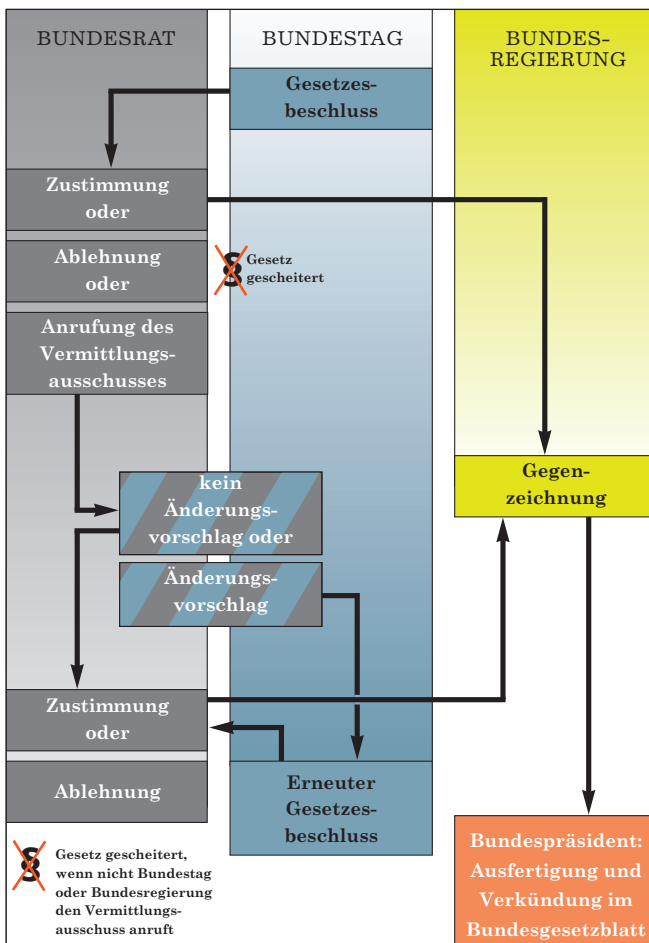 BUNDESRAT
BUNDESTAG
BUNDES-
REGIERUNG
Gesetzes-
beschluss
Zustimmung
oder
Ablehnung
oder
§ Gesetz
gescheitert
Anrufung des
Vermittlungs-
ausschusses
Gegen-
zeichnung
kein
Änderungs-
vorschlag oder
Änderungs-
vorschlag
Zustimmung
oder
Ablehnung
Erneuter
Gesetzes-
beschluss
§ Gesetz gescheitert,
wenn nicht Bundestag
oder Bundesregierung
den Vermittlungs-
ausschuss anruft
Bundespräsident:
Ausfertigung und
Verkündung im
Bundesgesetzblatt